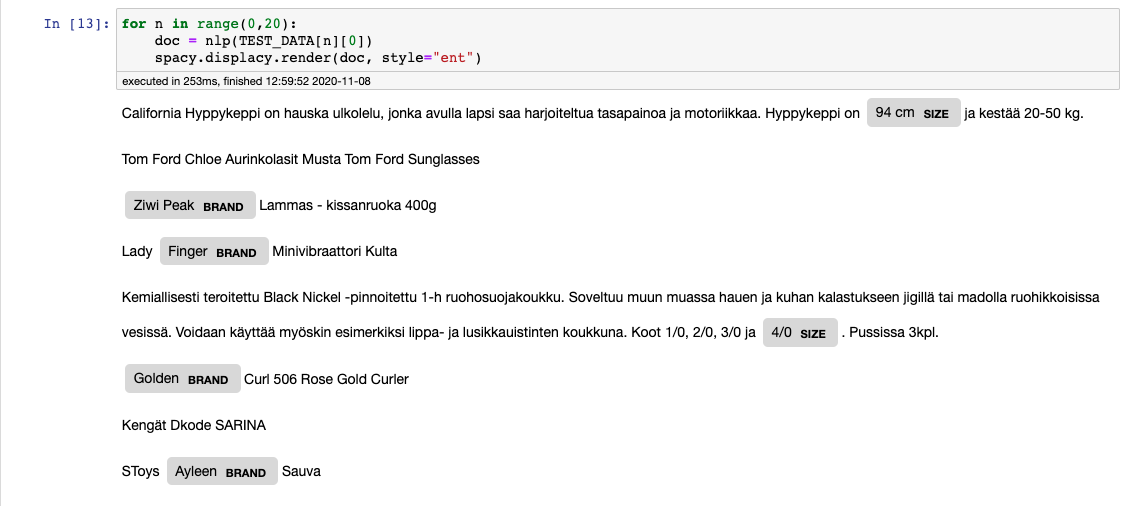 In [13]: for n in range(0,20):
    doc = nlp(TEST_DATA[n][0])
    spacy.displacy.render(doc, style="ent")
executed in 253ms, finished 12:59:52 2020-11-08
California Hyppykeppi on hauska ulkolelu, jonka avulla lapsi saa harjoiteltua tasapainoa ja motoriikkaa. Hyppykeppi on 94 cm SIZE ja kestää 20-50 kg.
Tom Ford Chloe Aurinkolasit Musta Tom Ford Sunglasses
Ziwi Peak BRAND Lammas - kissanruoka 400g
Lady Finger BRAND Minivibraattori Kulta
Kemiallisesti teroitettu Black Nickel -pinnoitettu 1-h ruohosuojakoukku. Soveltuu muun muassa hauen ja kuhan kalastukseen jigillä tai madolla ruohikkoisissa
vesissä. Voidaan käyttää myöskin esimerkiksi lippa- ja lusikkauistinten koukkuna. Koot 1/0, 2/0, 3/0 ja 4/0 SIZE . Pussissa 3kpl.
Golden BRAND Curl 506 Rose Gold Curler
Kengät Dkode SARINA
SToys Ayleen BRAND Sauva